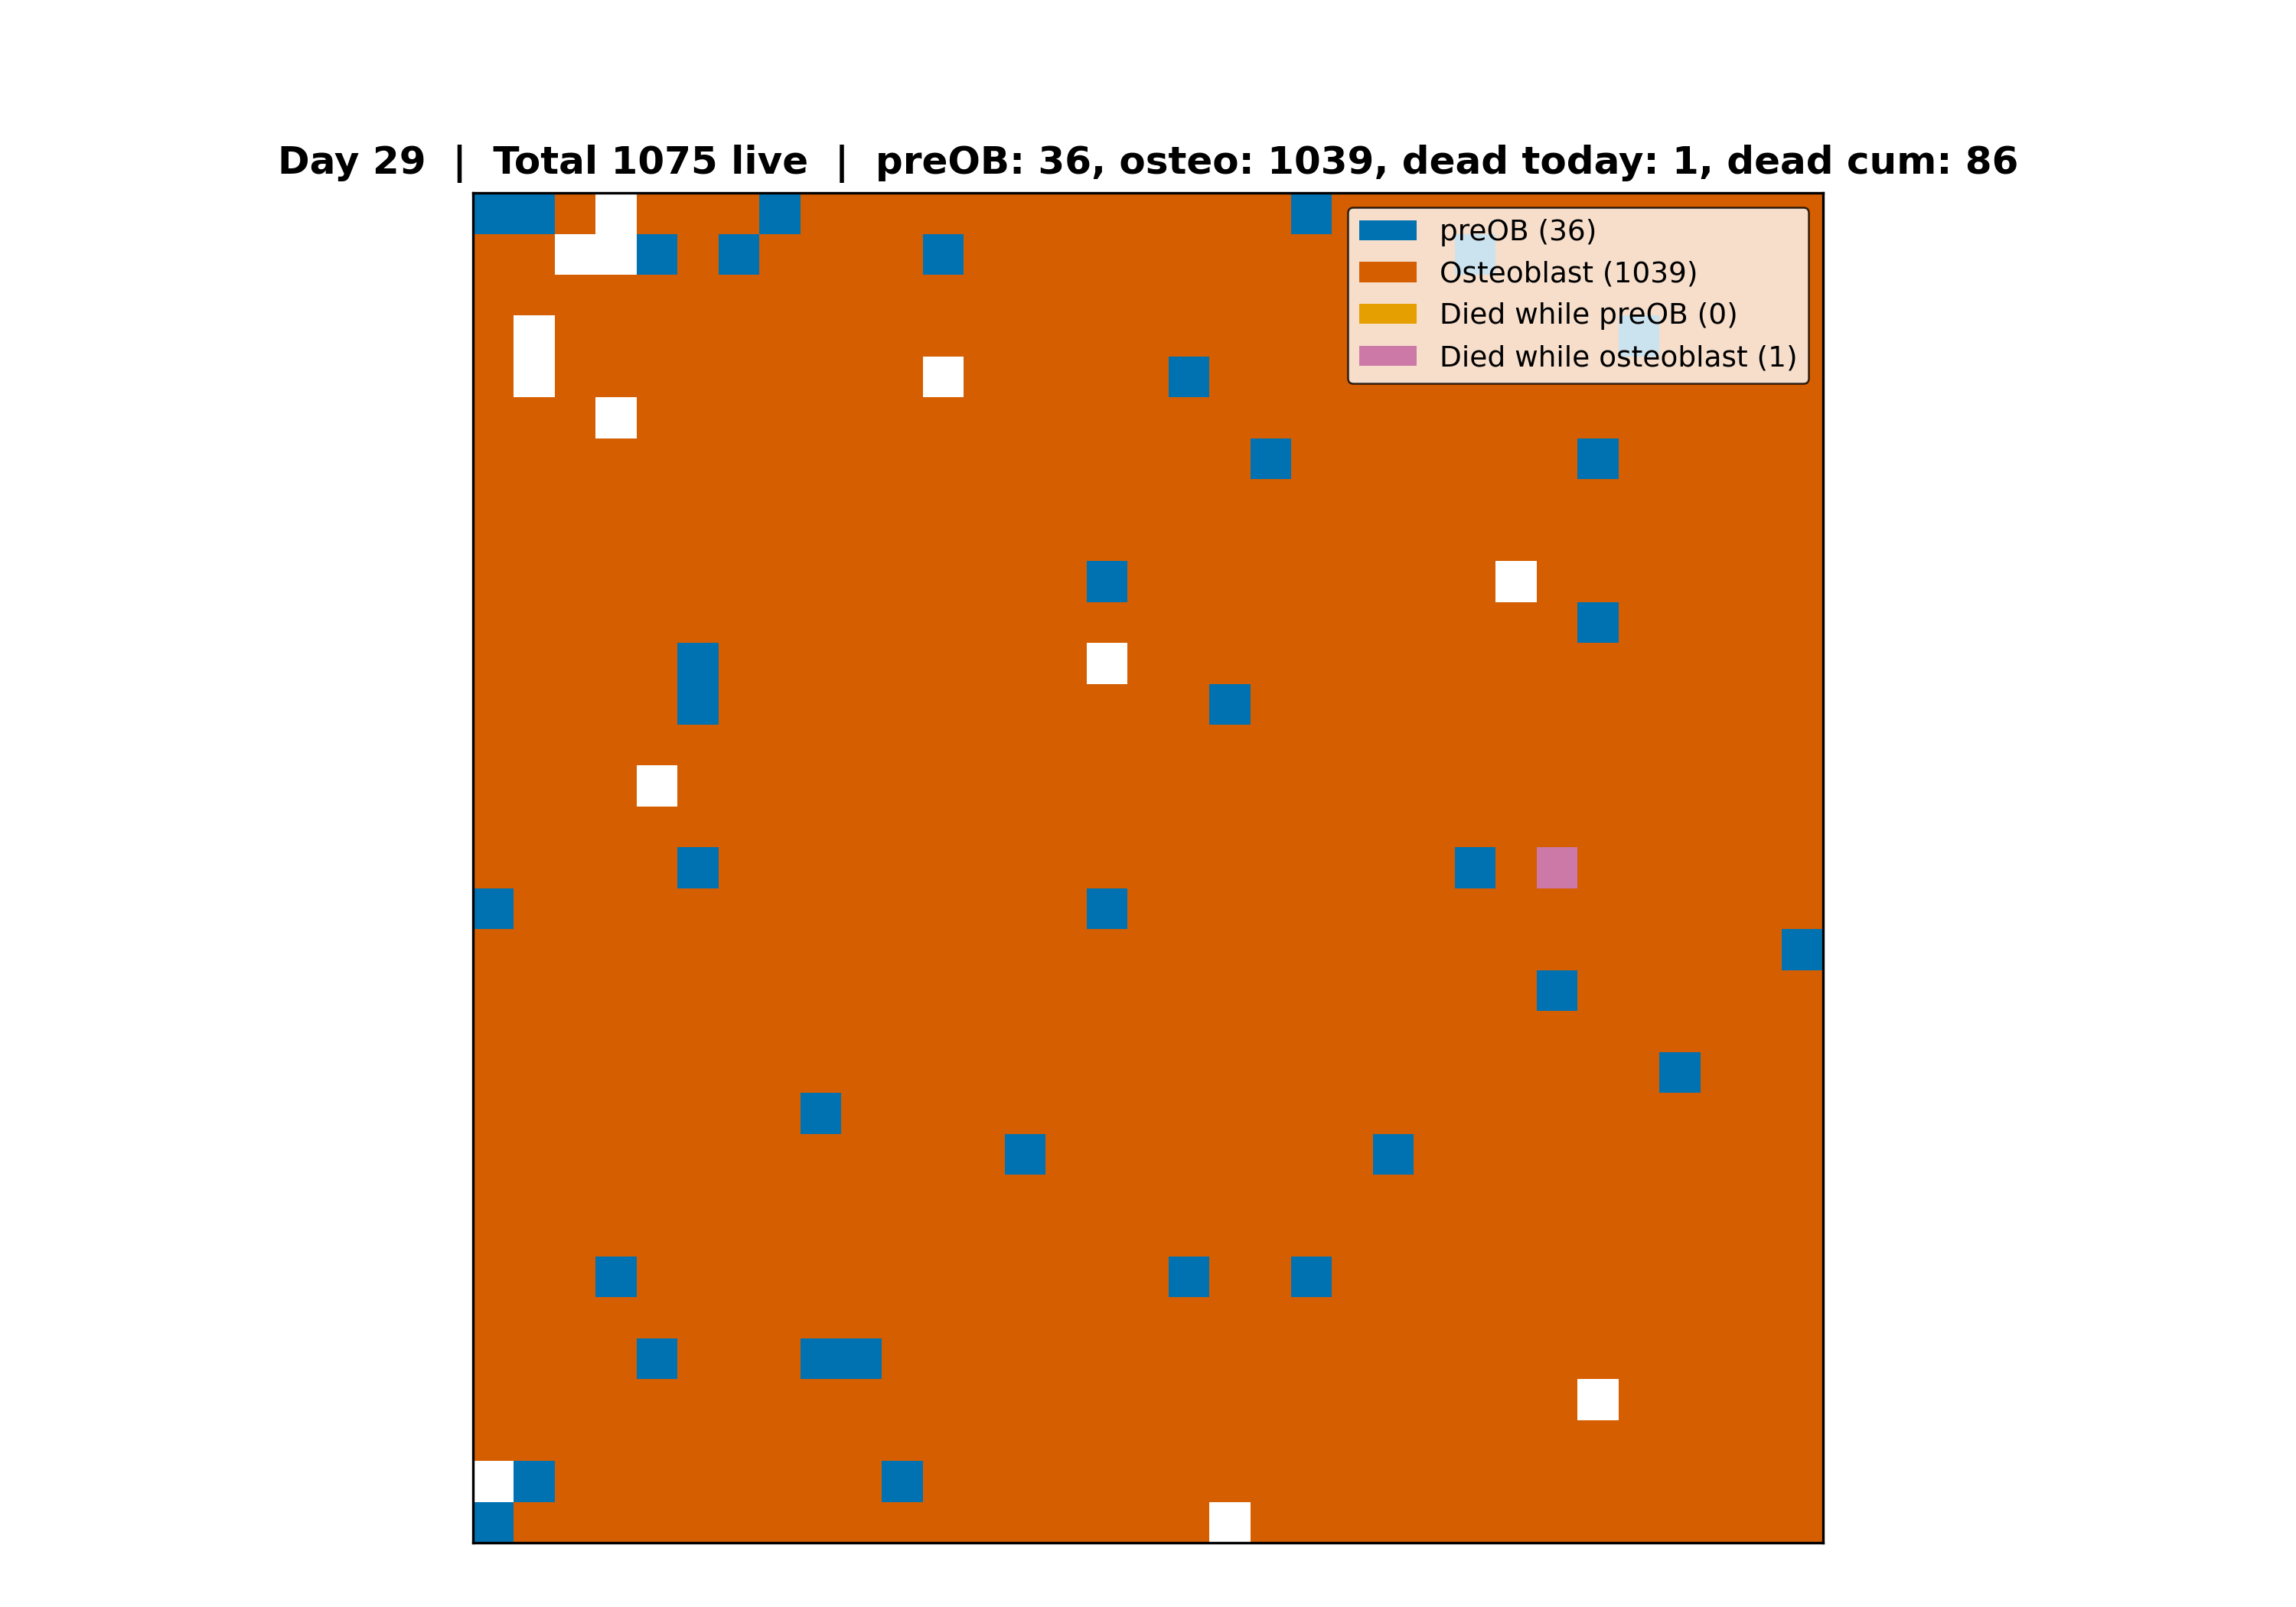 Day 29 | Total 1075 live | preOB: 36, osteo: 1039, dead today: 1, dead cum: 86
preOB (36)
Osteoblast (1039)
Died while preOB (0)
Died while osteoblast (1)